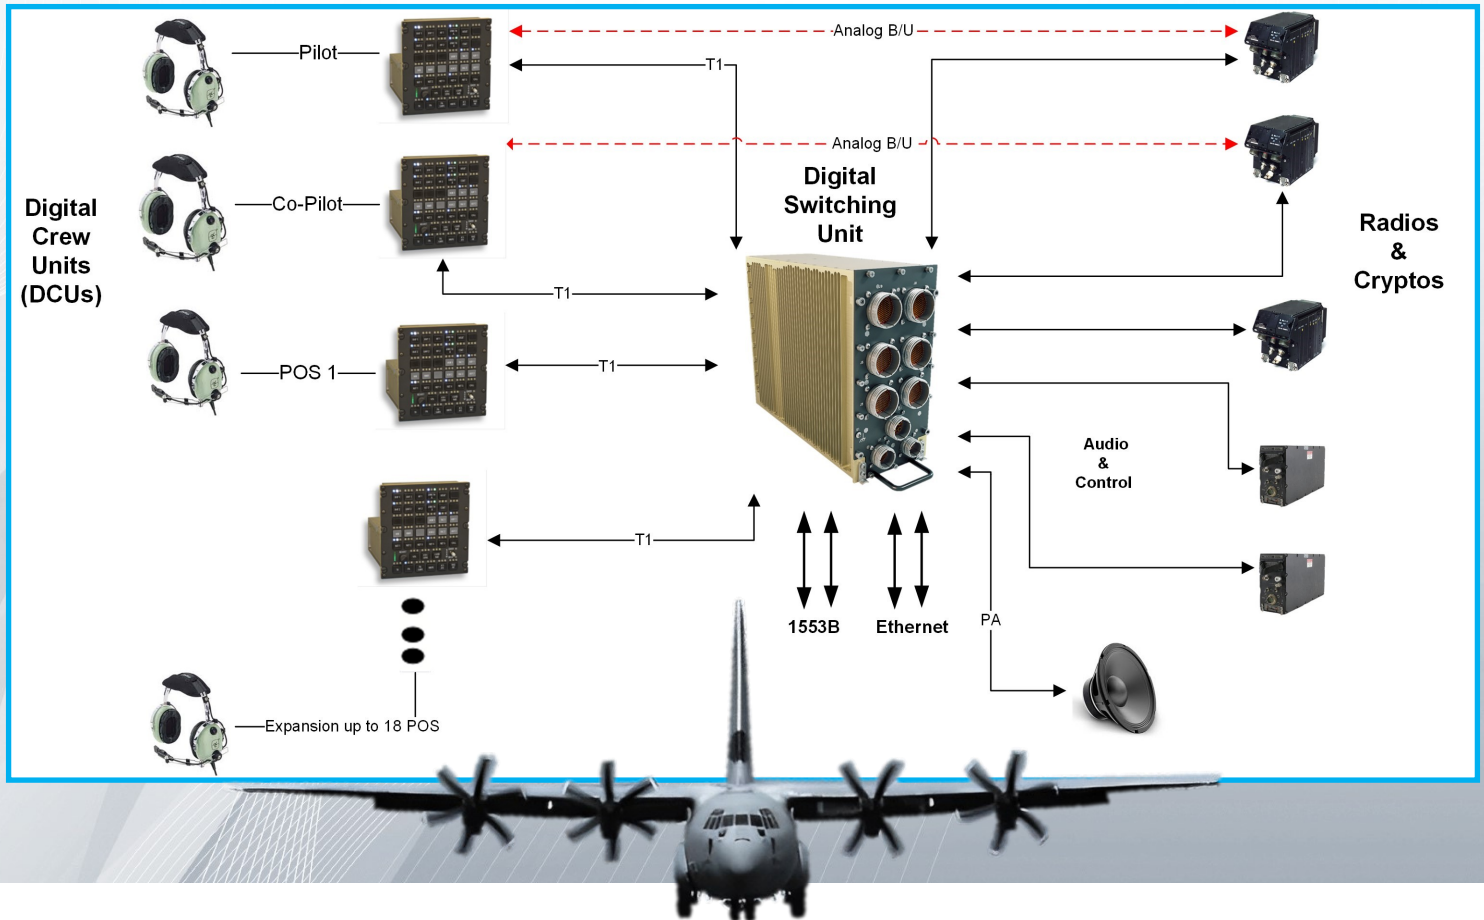 Pilot
T1
Analog B/U
Co-Pilot
Analog B/U
Digital
Crew
Units
(DCUs)
Digital
Switching
Unit
Radios
&
Cryptos
T1
POS 1
T1
T1
Audio
&
Control
1553B
Ethernet
PA
Expansion up to 18 POS